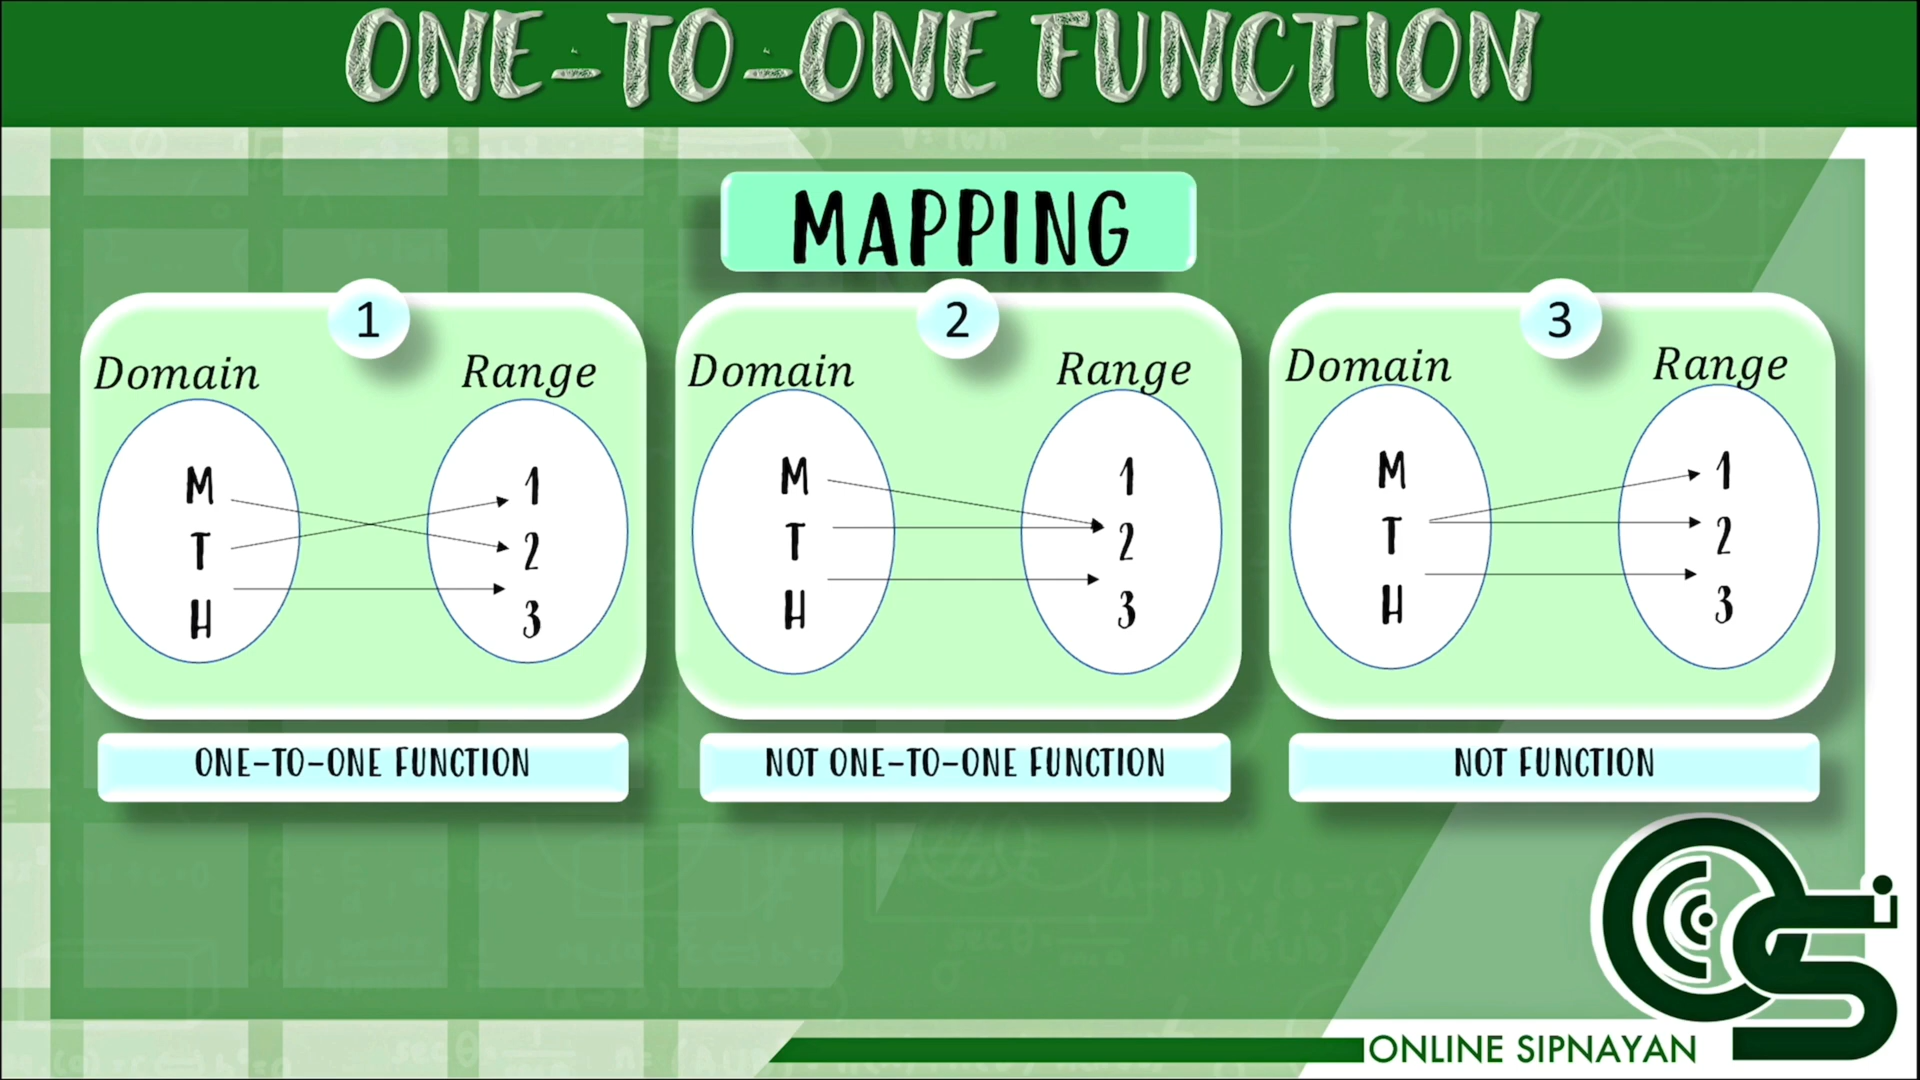 ONE-TO-ONE FUNCTION
MAPPING
1
Domain Range
M 1
T 2
H 3
ONE-TO-ONE FUNCTION
2
Domain Range
M 1
T 2
H 3
NOT ONE-TO-ONE FUNCTION
3
Domain Range
M 1
T 2
H 3
NOT FUNCTION
ONLINE SIPNAYAN